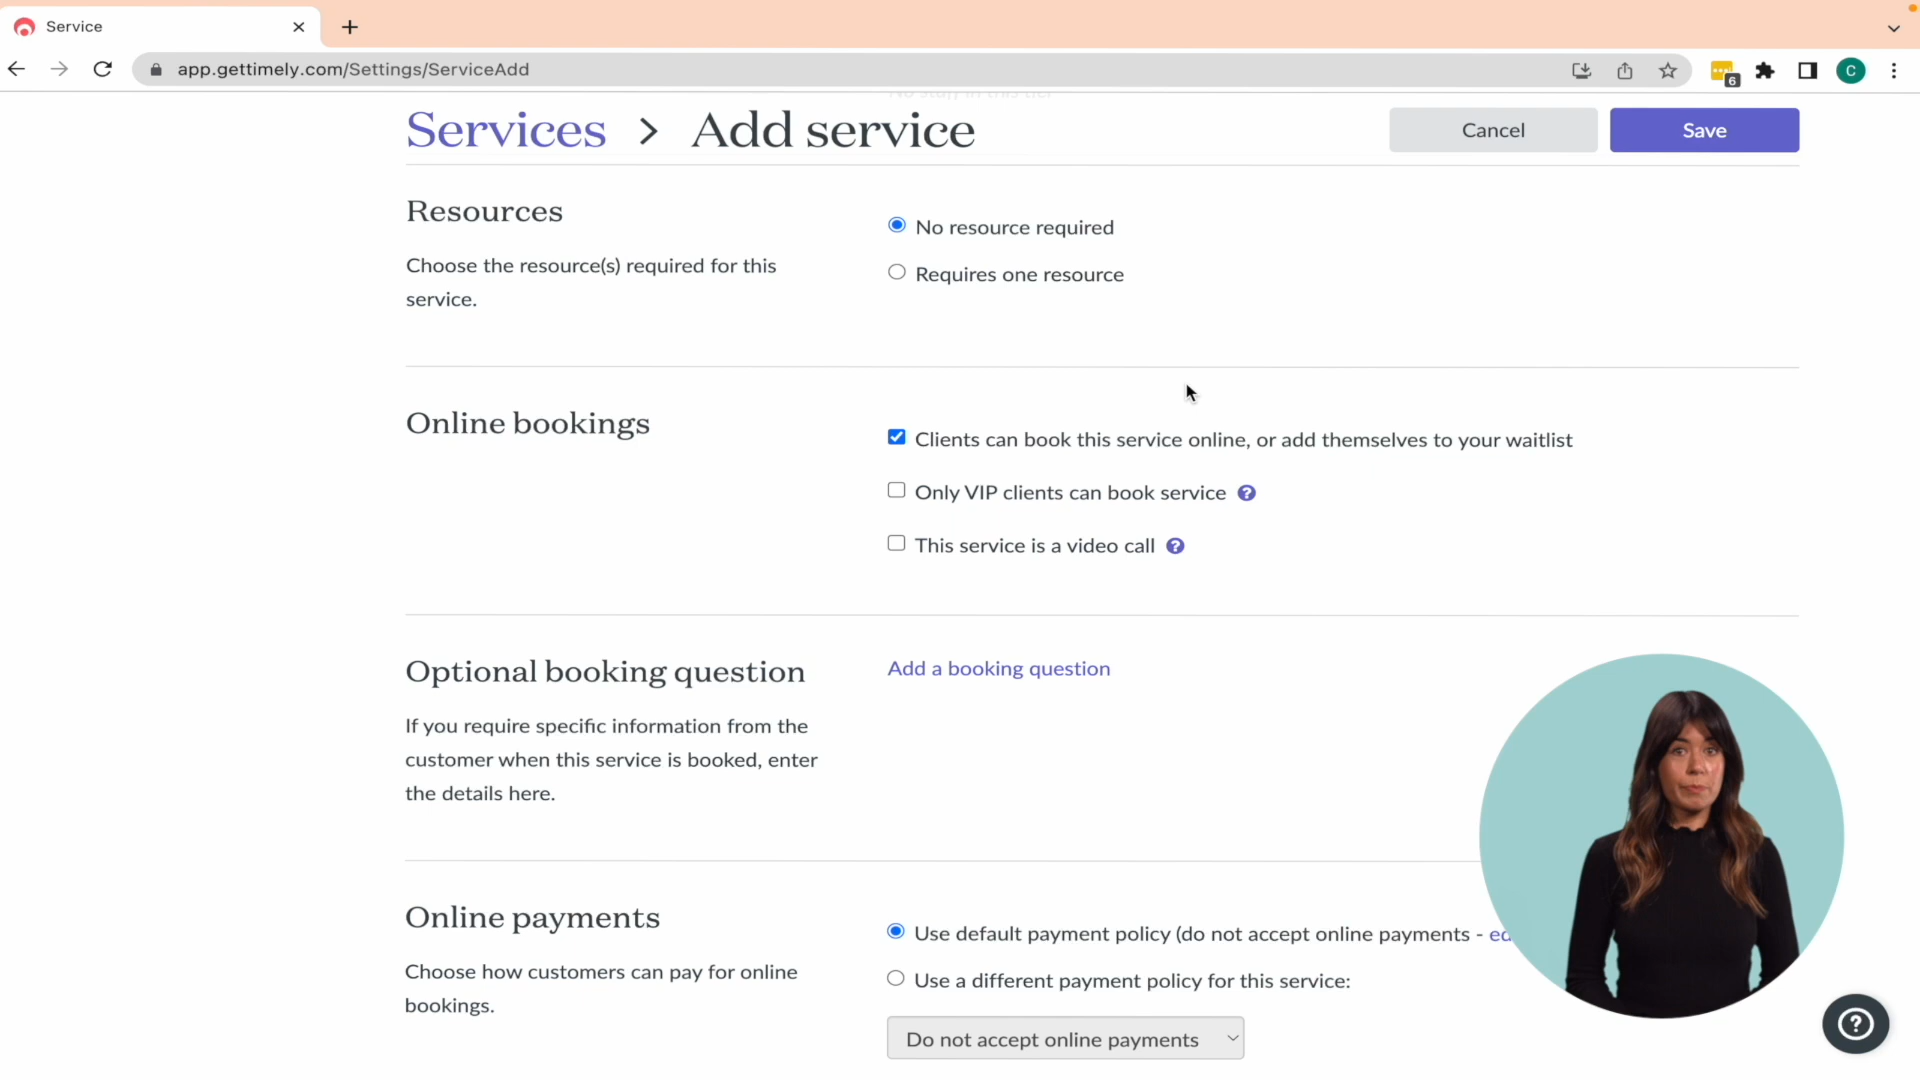 Service
app.gettimely.com/Settings/ServiceAdd
6
C
Services > Add service
Cancel
Save
Resources
Choose the resource(s) required for this
service.
No resource required
Requires one resource
Online bookings
Clients can book this service online, or add themselves to your waitlist
Only VIP clients can book service ?
This service is a video call ?
Optional booking question
If you require specific information from the
customer when this service is booked, enter
the details here.
Add a booking question
Online payments
Choose how customers can pay for online
bookings.
Use default payment policy (do not accept online payments -
Use a different payment policy for this service:
Do not accept online payments
?